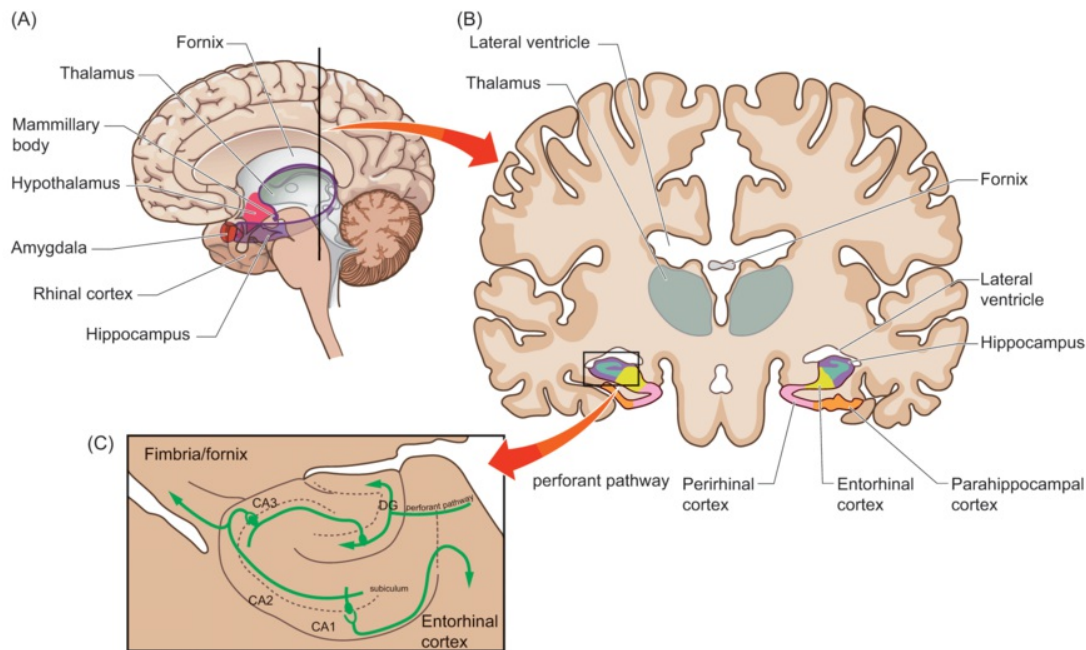 (A)
Fornix
Thalamus
Mammillary
body
Hypothalamus
Amygdala
Rhinal cortex
Hippocampus
(B)
Lateral ventricle
Thalamus
Fornix
Lateral
ventricle
Hippocampus
perforant pathway
Perirhinal
cortex
Entorhinal
cortex
Parahippocampal
cortex
(C)
Fimbria/fornix
CA3
DG
perforant pathway
CA2
subiculum
CA1
Entorhinal
cortex